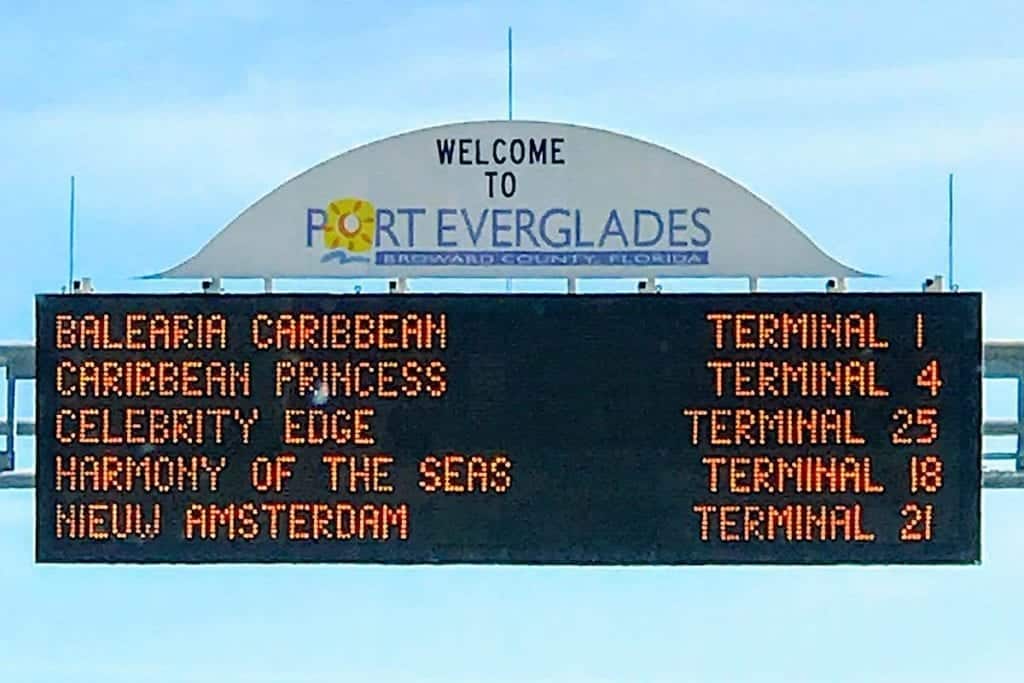 WELCOME
TO
PORT EVERGLADES
BROWARD COUNTY, FLORIDA
BALEARIA CARIBBEAN TERMINAL 1
CARIBBEAN PRINCESS TERMINAL 4
CELEBRITY EDGE TERMINAL 25
HARMONY OF THE SEAS TERMINAL 18
NIEUW AMSTERDAM TERMINAL 21